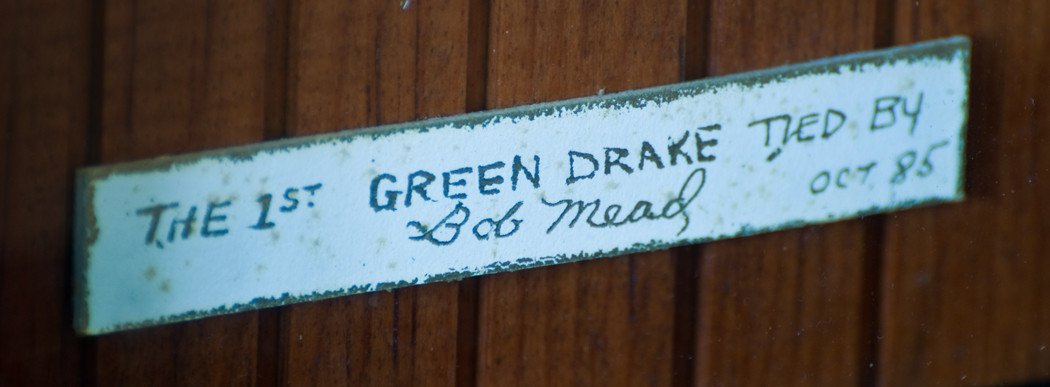 THE 1ST GREEN DRAKE TIED BY
Bob Mead OCT 85